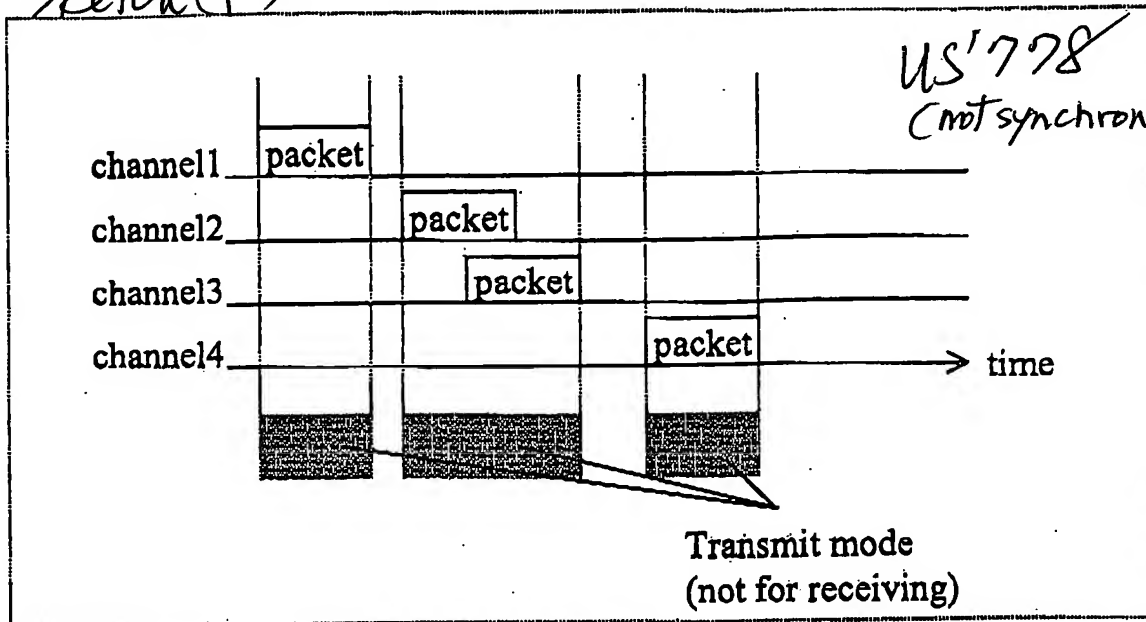 US'778
(not synchron
channel1 packet
channel2 packet
channel3 packet
channel4 packet
time
Transmit mode
(not for receiving)